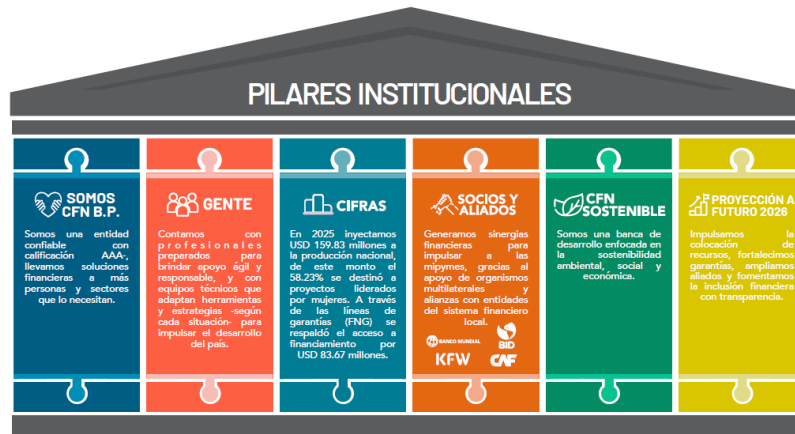 PILARES INSTITUCIONALES
SOMOS
CFN B.P.
Somos una entidad
confiable con
calificación AAA-,
llevamos soluciones
financieras a más
personas y sectores
que lo necesitan.
GENTE
Contamos con
profesionales
preparados para
brindar apoyo ágil y
responsable, y con
equipos técnicos que
adaptan herramientas
y estrategias -según
cada situación- para
impulsar el desarrollo
del país.
CIFRAS
En 2025 inyectamos
USD 159.83 millones a
la producción nacional,
de este monto el
58.23% se destinó a
proyectos liderados
por mujeres. A través
de las líneas de
garantías (FNG) se
respaldó el acceso a
financiamiento por
USD 83.67 millones.
SOCIOS Y
ALIADOS
Generamos sinergias
financieras para
impulsar a las
mipymes, gracias al
apoyo de organismos
multilaterales y
alianzas con entidades
del sistema financiero
local.
BANCO MUNDIAL
BID
KFW
CAF
CFN
SOSTENIBLE
Somos una banca de
desarrollo enfocada en
la sostenibilidad
ambiental, social y
económica.
PROYECCIÓN A
FUTURO 2026
Impulsamos la
colocación de
recursos, fortalecimos
garantías, ampliamos
aliados y fomentamos
la inclusión financiera
con transparencia.